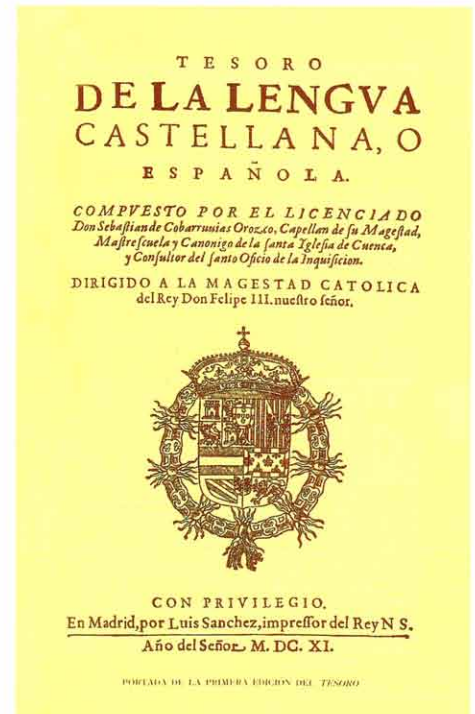 TESORO
DE LA LENGVA
CASTELLANA, O
ESPAÑOLA.
COMPVESTO POR EL LICENCIADO
Don Sebaſtian de Cobarruuias Orozco, Capellan de ſu Mageſtad,
Maſtreſcuela y Canonigo de la ſanta Ygleſia de Cuenca,
y Conſultor del ſanto Oficio de la Inquiſicion.
DIRIGIDO A LA MAGESTAD CATOLICA
del Rey Don Felipe III. nueſtro ſeñor.
CON PRIVILEGIO.
En Madrid, por Luis Sanchez, impreſſor del Rey N S.
Año del Señor M. DC. XI.
PORTADA DE LA PRIMERA EDICION DEL TESORO